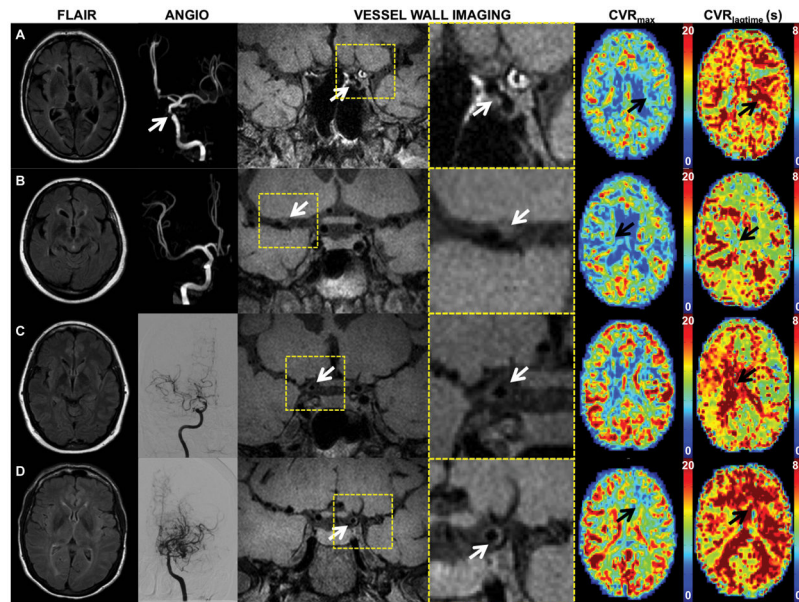 FLAIR ANGIO VESSEL WALL IMAGING CVRmax CVRlagtime (s)
A 20 8
0 0
B 20 8
0 0
C 20 8
0 0
D 20 8
0 0